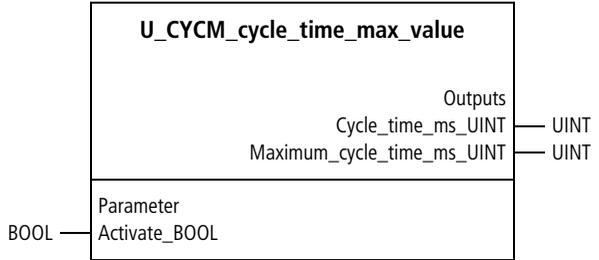 U_CYCM_cycle_time_max_value
Outputs
Cycle_time_ms_UINT UINT
Maximum_cycle_time_ms_UINT UINT
Parameter
BOOL Activate_BOOL